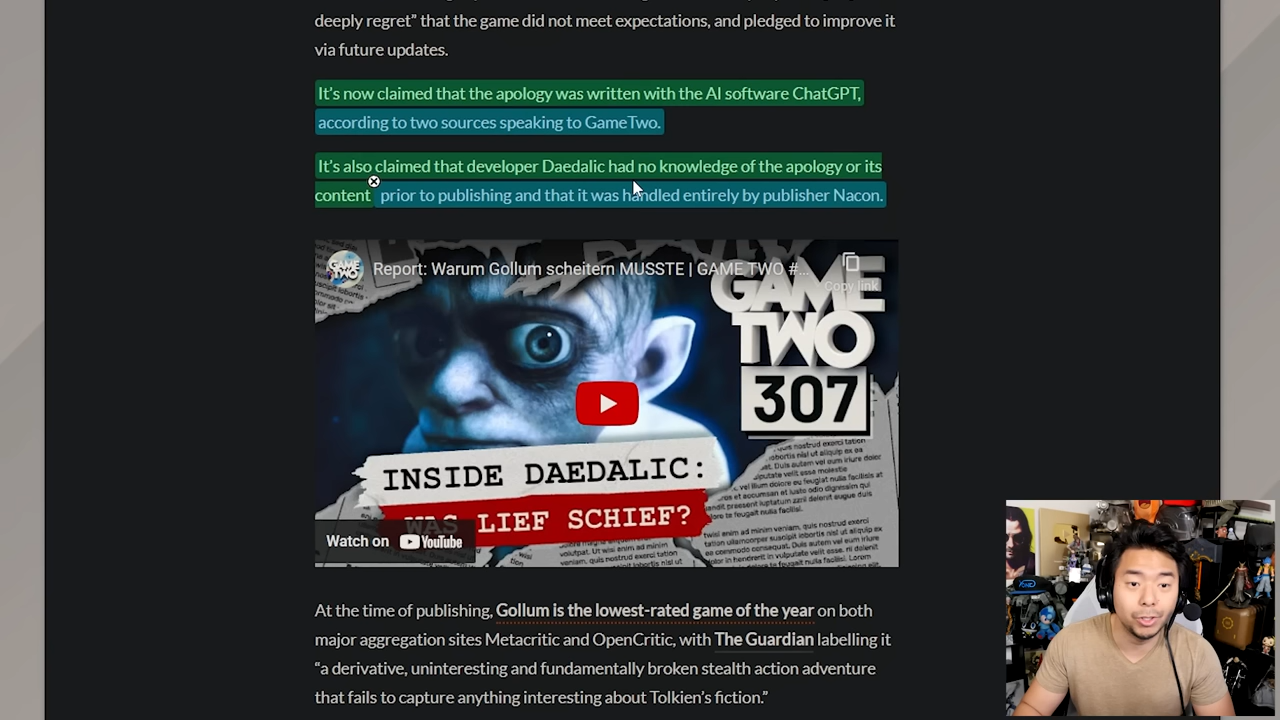 deeply regret” that the game did not meet expectations, and pledged to improve it
via future updates.
It's now claimed that the apology was written with the AI software ChatGPT,
according to two sources speaking to GameTwo.
It's also claimed that developer Daedalic had no knowledge of the apology or its
content prior to publishing and that it was handled entirely by publisher Nacon.
GAME TWO
Report: Warum Gollum scheitern MUSSTE | GAME TWO #...
Copy link
GAME
TWO
307
INSIDE DAEDALIC:
WAS LIEF SCHIEF?
Watch on YouTube
At the time of publishing, Gollum is the lowest-rated game of the year on both
major aggregation sites Metacritic and OpenCritic, with The Guardian labelling it
“a derivative, uninteresting and fundamentally broken stealth action adventure
that fails to capture anything interesting about Tolkien's fiction.”